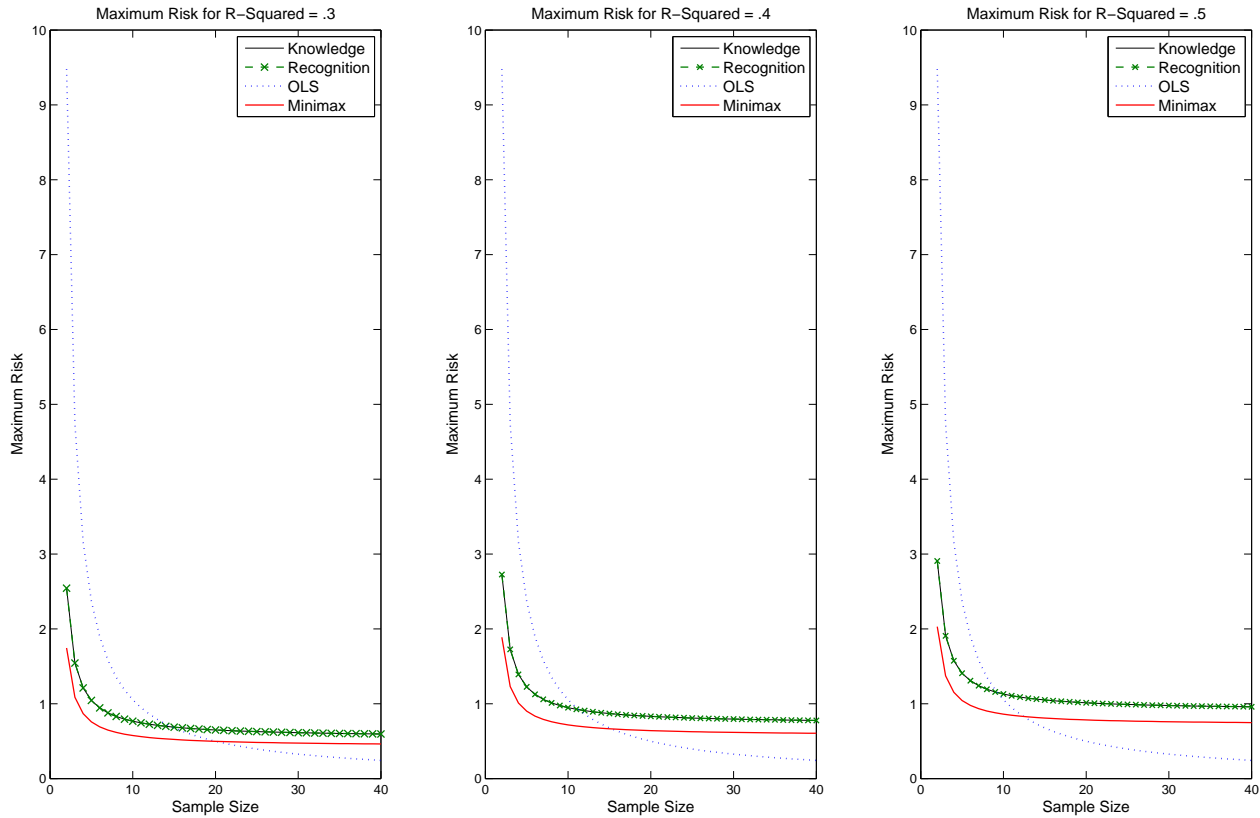 Maximum Risk for R-Squared = .3
Knowledge
Recognition
OLS
Minimax
Maximum Risk
10
9
8
7
6
5
4
3
2
1
0
0 10 20 30 40
Sample Size
Maximum Risk for R-Squared = .4
Knowledge
Recognition
OLS
Minimax
Maximum Risk
10
9
8
7
6
5
4
3
2
1
0
0 10 20 30 40
Sample Size
Maximum Risk for R-Squared = .5
Knowledge
Recognition
OLS
Minimax
Maximum Risk
10
9
8
7
6
5
4
3
2
1
0
0 10 20 30 40
Sample Size